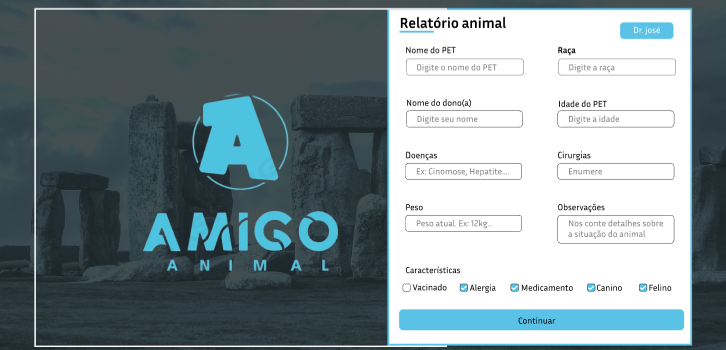 A
AMIGO
ANIMAL
Relatório animal
Dr. josé
Nome do PET
Raça
Digite o nome do PET
Digite a raça
Nome do dono(a)
Idade do PET
Digite seu nome
Digite a idade
Doenças
Cirurgias
Ex: Cinomose, Hepatite....
Enumere
Peso
Observações
Peso atual. Ex: 12kg..
Nos conte detalhes sobre
a situação do animal
Características
Vacinado
Alergia
Medicamento
Canino
Felino
Continuar